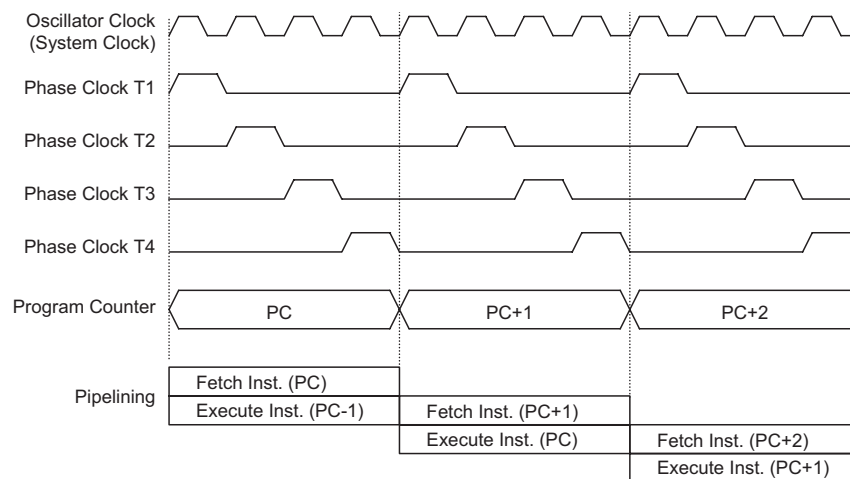 Oscillator Clock
(System Clock)
Phase Clock T1
Phase Clock T2
Phase Clock T3
Phase Clock T4
Program Counter
PC
PC+1
PC+2
Pipelining
Fetch Inst. (PC)
Execute Inst. (PC-1)
Fetch Inst. (PC+1)
Execute Inst. (PC)
Fetch Inst. (PC+2)
Execute Inst. (PC+1)